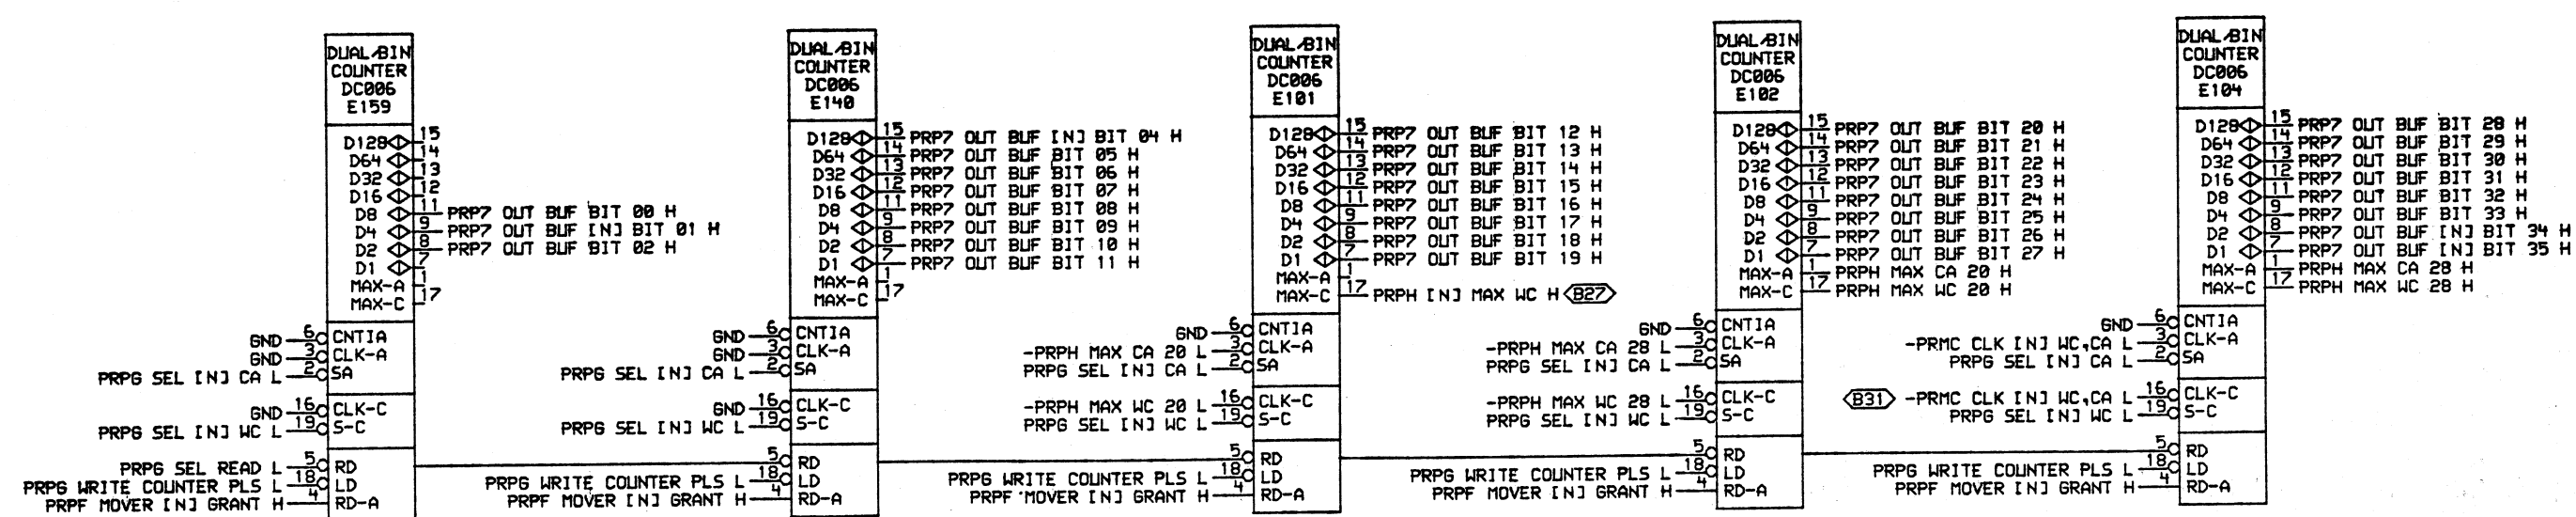 DUAL/BIN
COUNTER
DC006
E159
D128 15
D64 14
D32 13
D16 12
D8 11 PRP7 OUT BUF BIT 00 H
D4 9 PRP7 OUT BUF [N] BIT 01 H
D2 8 PRP7 OUT BUF BIT 02 H
D1 7
MAX-A 1
MAX-C 17
GND 6 CNTIA
GND 3 CLK-A
PRPG SEL [N] CA L 2 SA
GND 16 CLK-C
PRPG SEL [N] WC L 19 S-C
PRPG SEL READ L 5 RD
PRPG WRITE COUNTER PLS L 18 LD
PRPF MOVER [N] GRANT H 4 RD-A
DUAL/BIN
COUNTER
DC006
E140
D128 15 PRP7 OUT BUF [N] BIT 04 H
D64 14 PRP7 OUT BUF BIT 05 H
D32 13 PRP7 OUT BUF BIT 06 H
D16 12 PRP7 OUT BUF BIT 07 H
D8 11 PRP7 OUT BUF BIT 08 H
D4 9 PRP7 OUT BUF BIT 09 H
D2 8 PRP7 OUT BUF BIT 10 H
D1 7 PRP7 OUT BUF BIT 11 H
MAX-A 1
MAX-C 17
GND 6 CNTIA
GND 3 CLK-A
PRPG SEL [N] CA L 2 SA
GND 16 CLK-C
PRPG SEL [N] WC L 19 S-C
5 RD
PRPG WRITE COUNTER PLS L 18 LD
PRPF MOVER [N] GRANT H 4 RD-A
DUAL/BIN
COUNTER
DC006
E101
D128 15 PRP7 OUT BUF BIT 12 H
D64 14 PRP7 OUT BUF BIT 13 H
D32 13 PRP7 OUT BUF BIT 14 H
D16 12 PRP7 OUT BUF BIT 15 H
D8 11 PRP7 OUT BUF BIT 16 H
D4 9 PRP7 OUT BUF BIT 17 H
D2 8 PRP7 OUT BUF BIT 18 H
D1 7 PRP7 OUT BUF BIT 19 H
MAX-A 1
MAX-C 17 PRPH [N] MAX WC H B27
GND 6 CNTIA
-PRPH MAX CA 20 L 3 CLK-A
PRPG SEL [N] CA L 2 SA
-PRPH MAX WC 20 L 16 CLK-C
PRPG SEL [N] WC L 19 S-C
5 RD
PRPG WRITE COUNTER PLS L 18 LD
PRPF MOVER [N] GRANT H 4 RD-A
DUAL/BIN
COUNTER
DC006
E102
D128 15 PRP7 OUT BUF BIT 20 H
D64 14 PRP7 OUT BUF BIT 21 H
D32 13 PRP7 OUT BUF BIT 22 H
D16 12 PRP7 OUT BUF BIT 23 H
D8 11 PRP7 OUT BUF BIT 24 H
D4 9 PRP7 OUT BUF BIT 25 H
D2 8 PRP7 OUT BUF BIT 26 H
D1 7 PRP7 OUT BUF BIT 27 H
MAX-A 1 PRPH MAX CA 20 H
MAX-C 17 PRPH MAX WC 20 H
GND 6 CNTIA
-PRPH MAX CA 28 L 3 CLK-A
PRPG SEL [N] CA L 2 SA
-PRPH MAX WC 28 L 16 CLK-C
PRPG SEL [N] WC L 19 S-C
5 RD
PRPG WRITE COUNTER PLS L 18 LD
PRPF MOVER [N] GRANT H 4 RD-A
DUAL/BIN
COUNTER
DC006
E104
D128 15 PRP7 OUT BUF BIT 28 H
D64 14 PRP7 OUT BUF BIT 29 H
D32 13 PRP7 OUT BUF BIT 30 H
D16 12 PRP7 OUT BUF BIT 31 H
D8 11 PRP7 OUT BUF BIT 32 H
D4 9 PRP7 OUT BUF BIT 33 H
D2 8 PRP7 OUT BUF [N] BIT 34 H
D1 7 PRP7 OUT BUF [N] BIT 35 H
MAX-A 1 PRPH MAX CA 28 H
MAX-C 17 PRPH MAX WC 28 H
GND 6 CNTIA
-PRMC CLK [N] WC,CA L 3 CLK-A
PRPG SEL [N] CA L 2 SA
B31 -PRMC CLK [N] WC,CA L 16 CLK-C
PRPG SEL [N] WC L 19 S-C
5 RD
PRPG WRITE COUNTER PLS L 18 LD
PRPF MOVER [N] GRANT H 4 RD-A